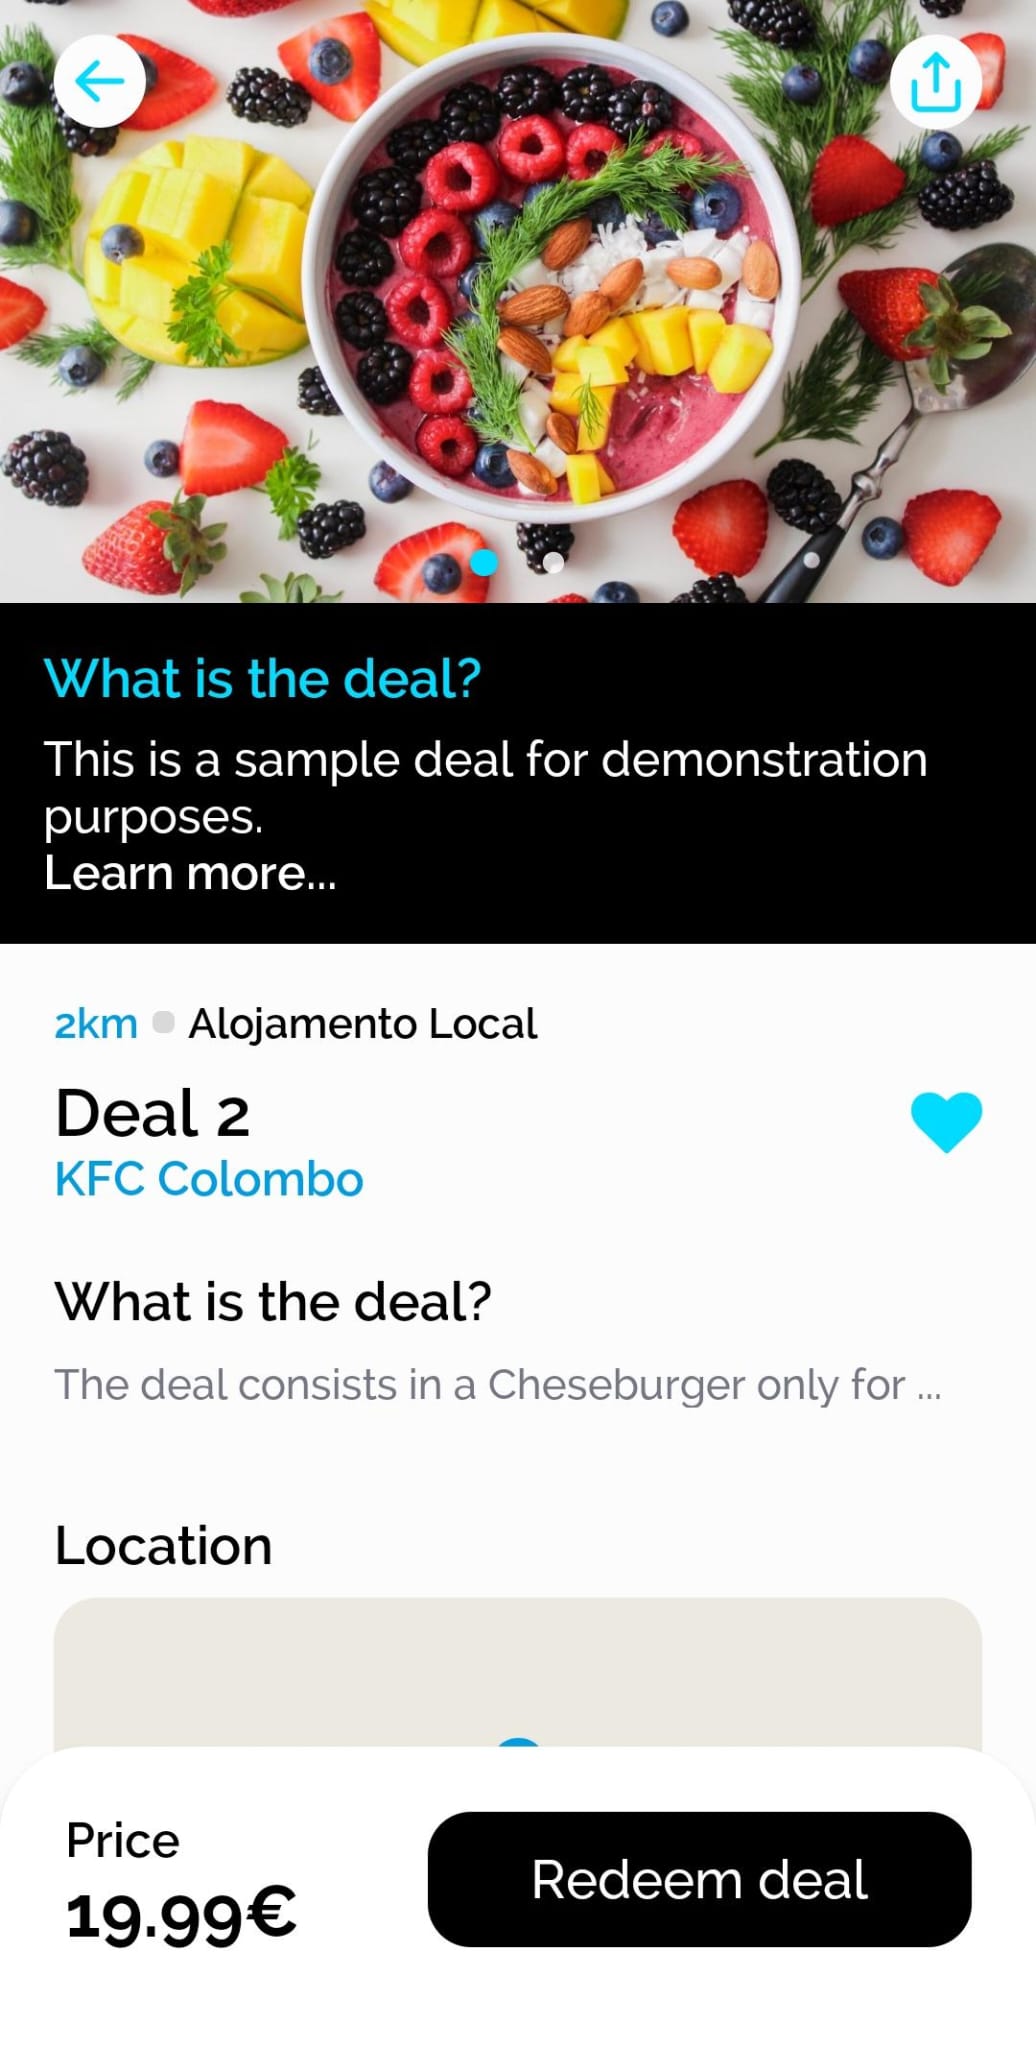 What is the deal?
This is a sample deal for demonstration
purposes.
Learn more...
2km Alojamento Local
Deal 2
KFC Colombo
What is the deal?
The deal consists in a Cheseburger only for ...
Location
Price
19.99€
Redeem deal